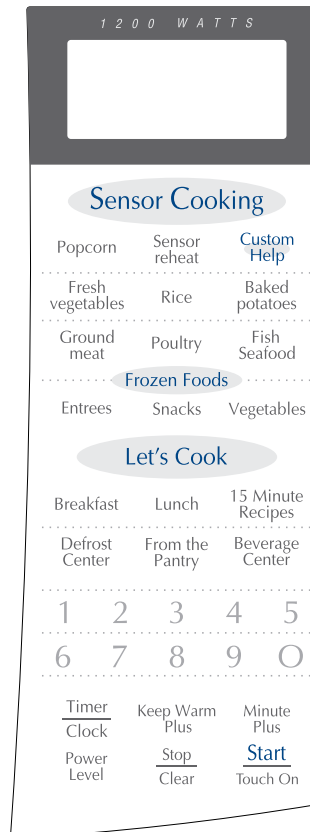 1200 WATTS
Sensor Cooking
Popcorn Sensor reheat Custom Help
Fresh vegetables Rice Baked potatoes
Ground meat Poultry Fish Seafood
Frozen Foods
Entrees Snacks Vegetables
Let's Cook
Breakfast Lunch 15 Minute Recipes
Defrost Center From the Pantry Beverage Center
1 2 3 4 5
6 7 8 9 0
Timer Keep Warm Plus Minute Plus
Clock
Power Level Stop Start
Clear Touch On